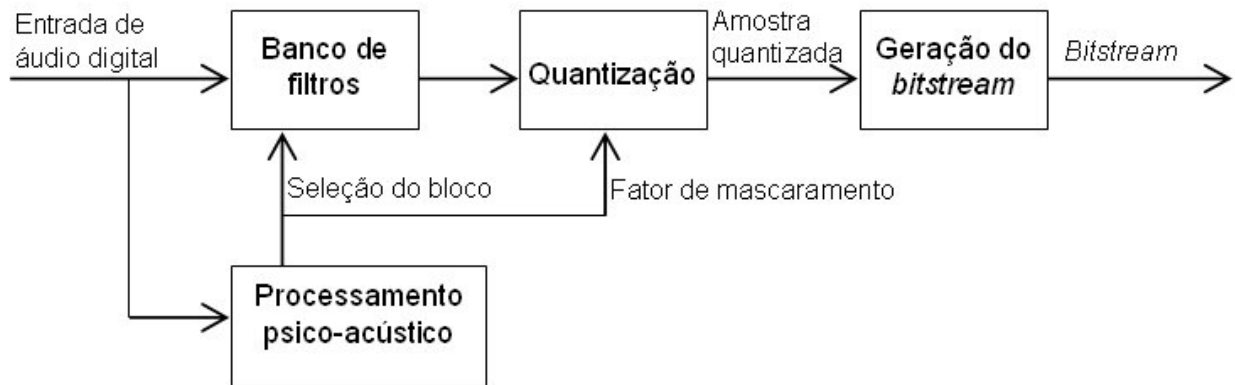 Entrada de
áudio digital
Banco de
filtros
Quantização
Amostra
quantizada
Geração do
bitstream
Bitstream
Seleção do bloco
Fator de mascaramento
Processamento
psico-acústico